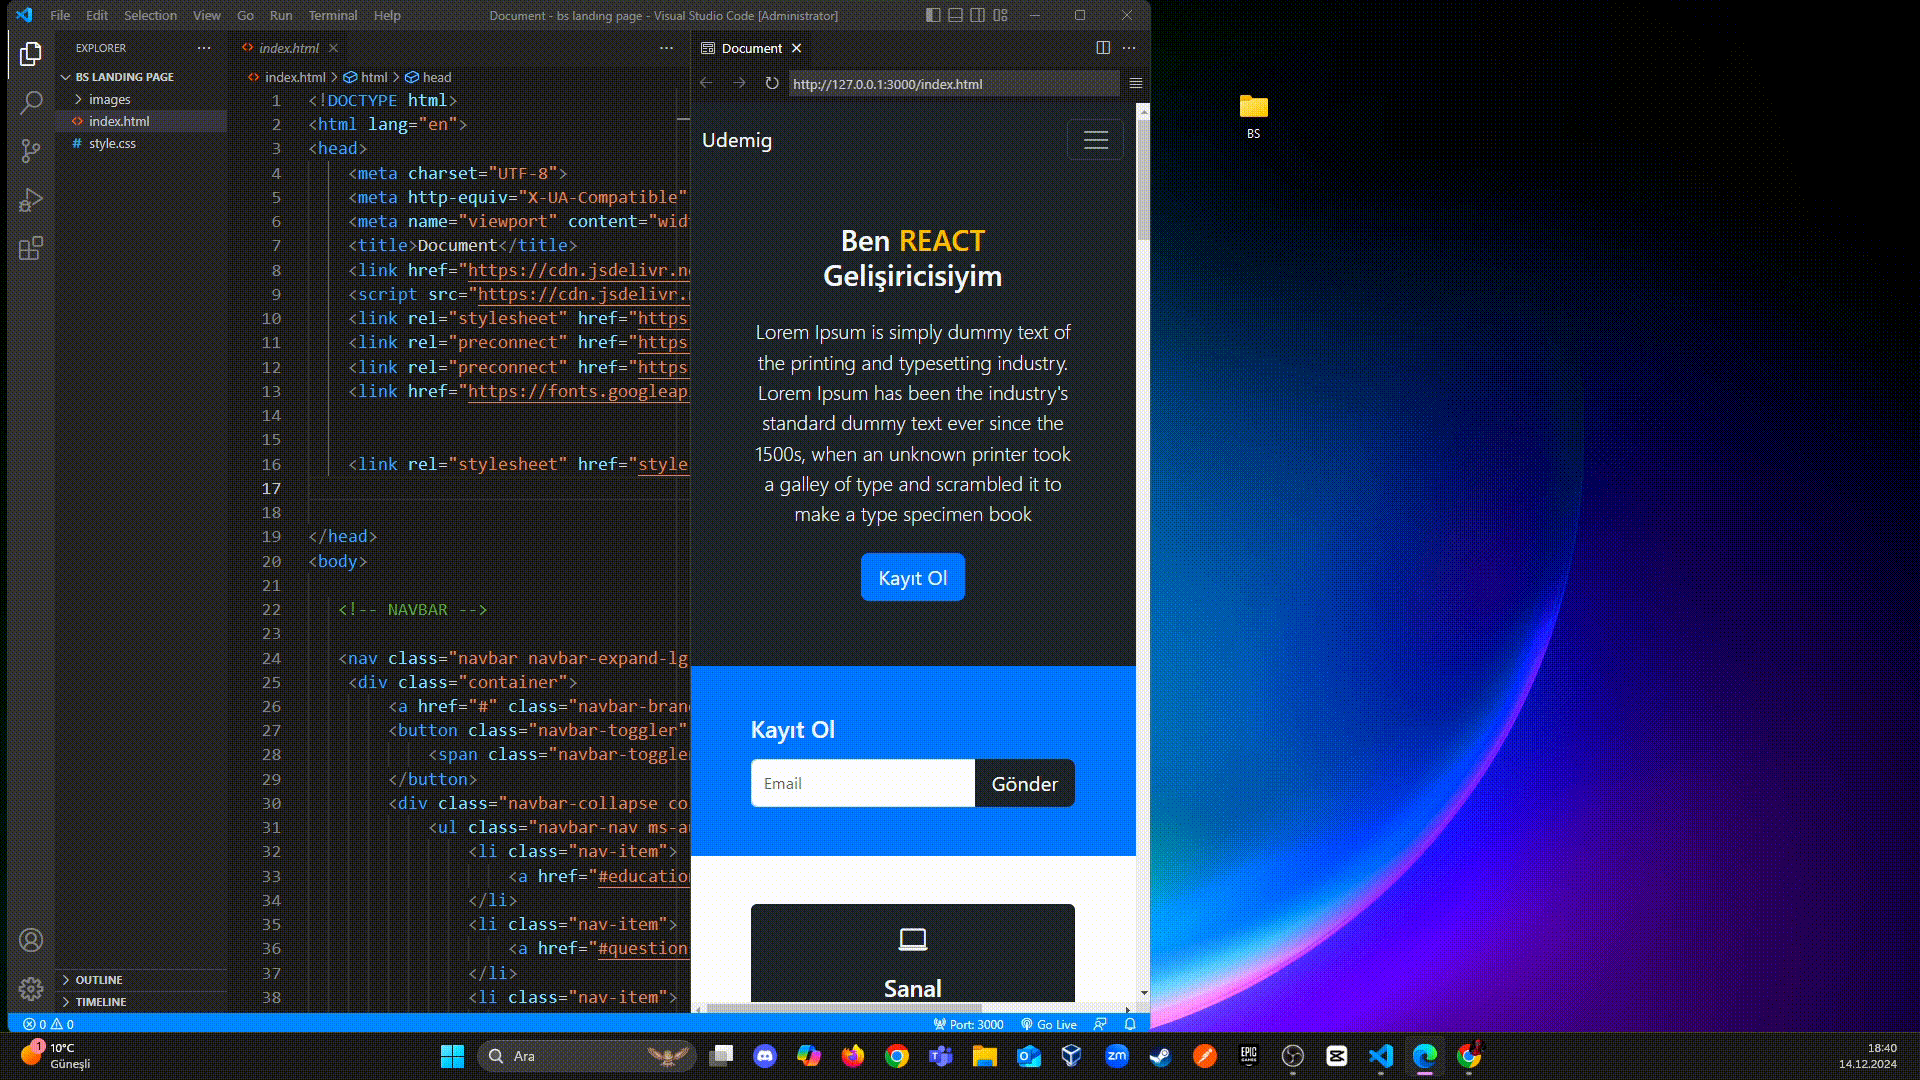 File Edit Selection View Go Run Terminal Help
Document - bs landing page - Visual Studio Code [Administrator]
EXPLORER
BS LANDING PAGE
images
index.html
style.css
OUTLINE
TIMELINE
index.html
index.html > html > head
1 <!DOCTYPE html>
2 <html lang="en">
3 <head>
4 <meta charset="UTF-8">
5 <meta http-equiv="X-UA-Compatible"
6 <meta name="viewport" content="wid
7 <title>Document</title>
8 <link href="https://cdn.jsdelivr.n
9 <script src="https://cdn.jsdelivr.
10 <link rel="stylesheet" href="https
11 <link rel="preconnect" href="https
12 <link rel="preconnect" href="https
13 <link href="https://fonts.googleap
14
15
16 <link rel="stylesheet" href="style
17
18
19 </head>
20 <body>
21
22 <!-- NAVBAR -->
23
24 <nav class="navbar navbar-expand-lg
25 <div class="container">
26 <a href="#" class="navbar-bran
27 <button class="navbar-toggler"
28 <span class="navbar-toggle
29 </button>
30 <div class="navbar-collapse co
31 <ul class="navbar-nav ms-a
32 <li class="nav-item">
33 <a href="#educatio
34 </li>
35 <li class="nav-item">
36 <a href="#question
37 </li>
38 <li class="nav-item">
Document
http://127.0.0.1:3000/index.html
Udemig
Ben REACT
Gelişiricisiyim
Lorem Ipsum is simply dummy text of
the printing and typesetting industry.
Lorem Ipsum has been the industry's
standard dummy text ever since the
1500s, when an unknown printer took
a galley of type and scrambled it to
make a type specimen book
Kayıt Ol
Kayıt Ol
Email
Gönder
Sanal
BS
0 0
Port: 3000
Go Live
1
10°C
Güneşli
Ara
zm
EPIC
GAMES
18:40
14.12.2024